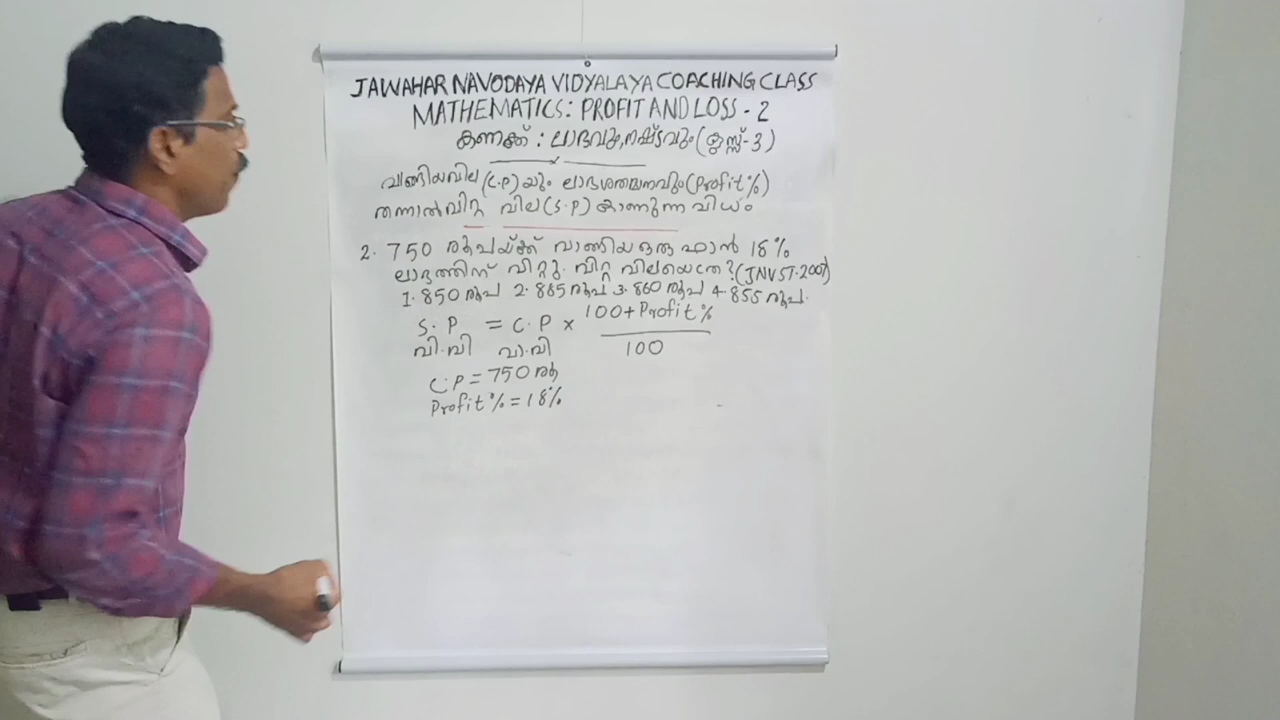 JAWAHAR NAVODAYA VIDYALAYA COACHING CLASS
MATHEMATICS: PROFIT AND LOSS - 2
കണക്ക് : ലാഭവും, നഷ്ടവും (ക്ലാസ്സ്-3)
വാങ്ങിയവില (C.P)യും ലാഭശതമാനവും (Profit%)
തന്നാൽ വിറ്റ വില (S.P) കാണുന്ന വിധം
2. 750 രൂപയ്ക്ക് വാങ്ങിയ ഒരു ഫാൻ 18%
ലാഭത്തിന് വിറ്റു. വിറ്റ വിലയെത്ര? (JNVST-2007)
1. 850 രൂപ 2. 885 രൂപ 3. 860 രൂപ 4. 855 രൂപ.
S.P. = C.P × 100+Profit% / 100
വി.വി വാ.വി
C.P = 750 രൂ
Profit% = 18%